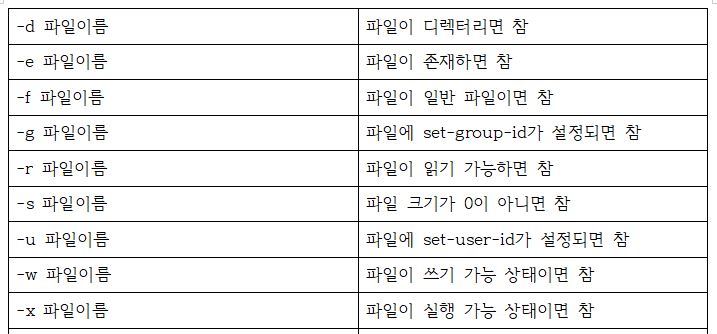 -d 파일이름 파일이 디렉터리면 참
-e 파일이름 파일이 존재하면 참
-f 파일이름 파일이 일반 파일이면 참
-g 파일이름 파일에 set-group-id가 설정되면 참
-r 파일이름 파일이 읽기 가능하면 참
-s 파일이름 파일 크기가 0이 아니면 참
-u 파일이름 파일에 set-user-id가 설정되면 참
-w 파일이름 파일이 쓰기 가능 상태이면 참
-x 파일이름 파일이 실행 가능 상태이면 참